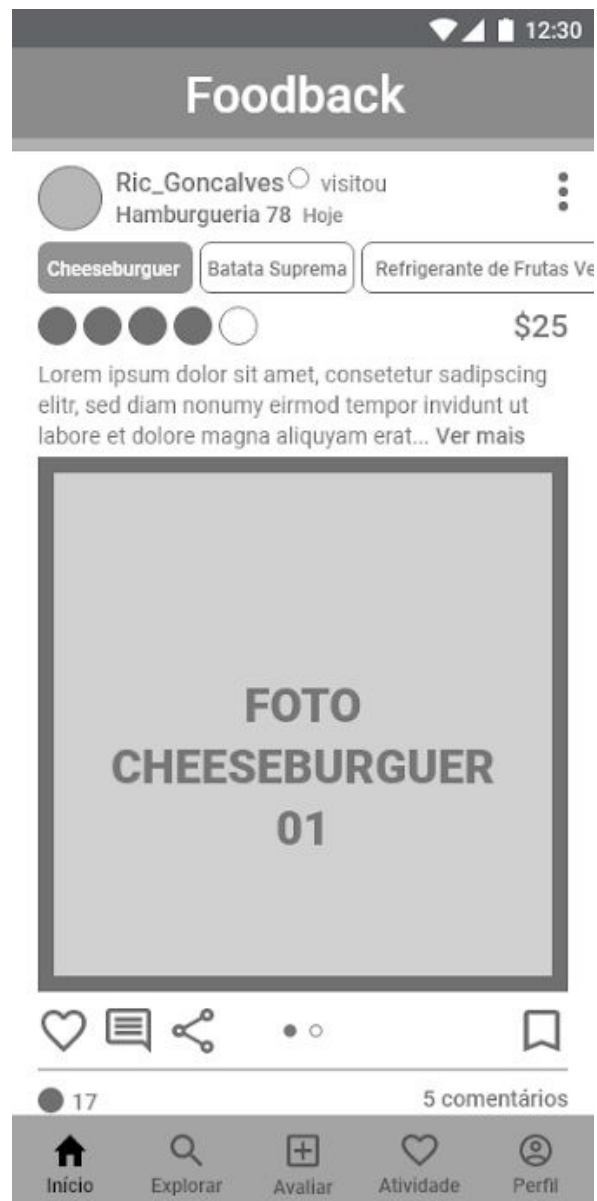 12:30
Foodback
Ric_Goncalves visitou
Hamburgueria 78 Hoje
Cheeseburguer Batata Suprema Refrigerante de Frutas Ve
$25
Lorem ipsum dolor sit amet, consetetur sadipscing
elitr, sed diam nonumy eirmod tempor invidunt ut
labore et dolore magna aliquyam erat... Ver mais
FOTO
CHEESEBURGUER
01
17 5 comentários
Início Explorar Avaliar Atividade Perfil